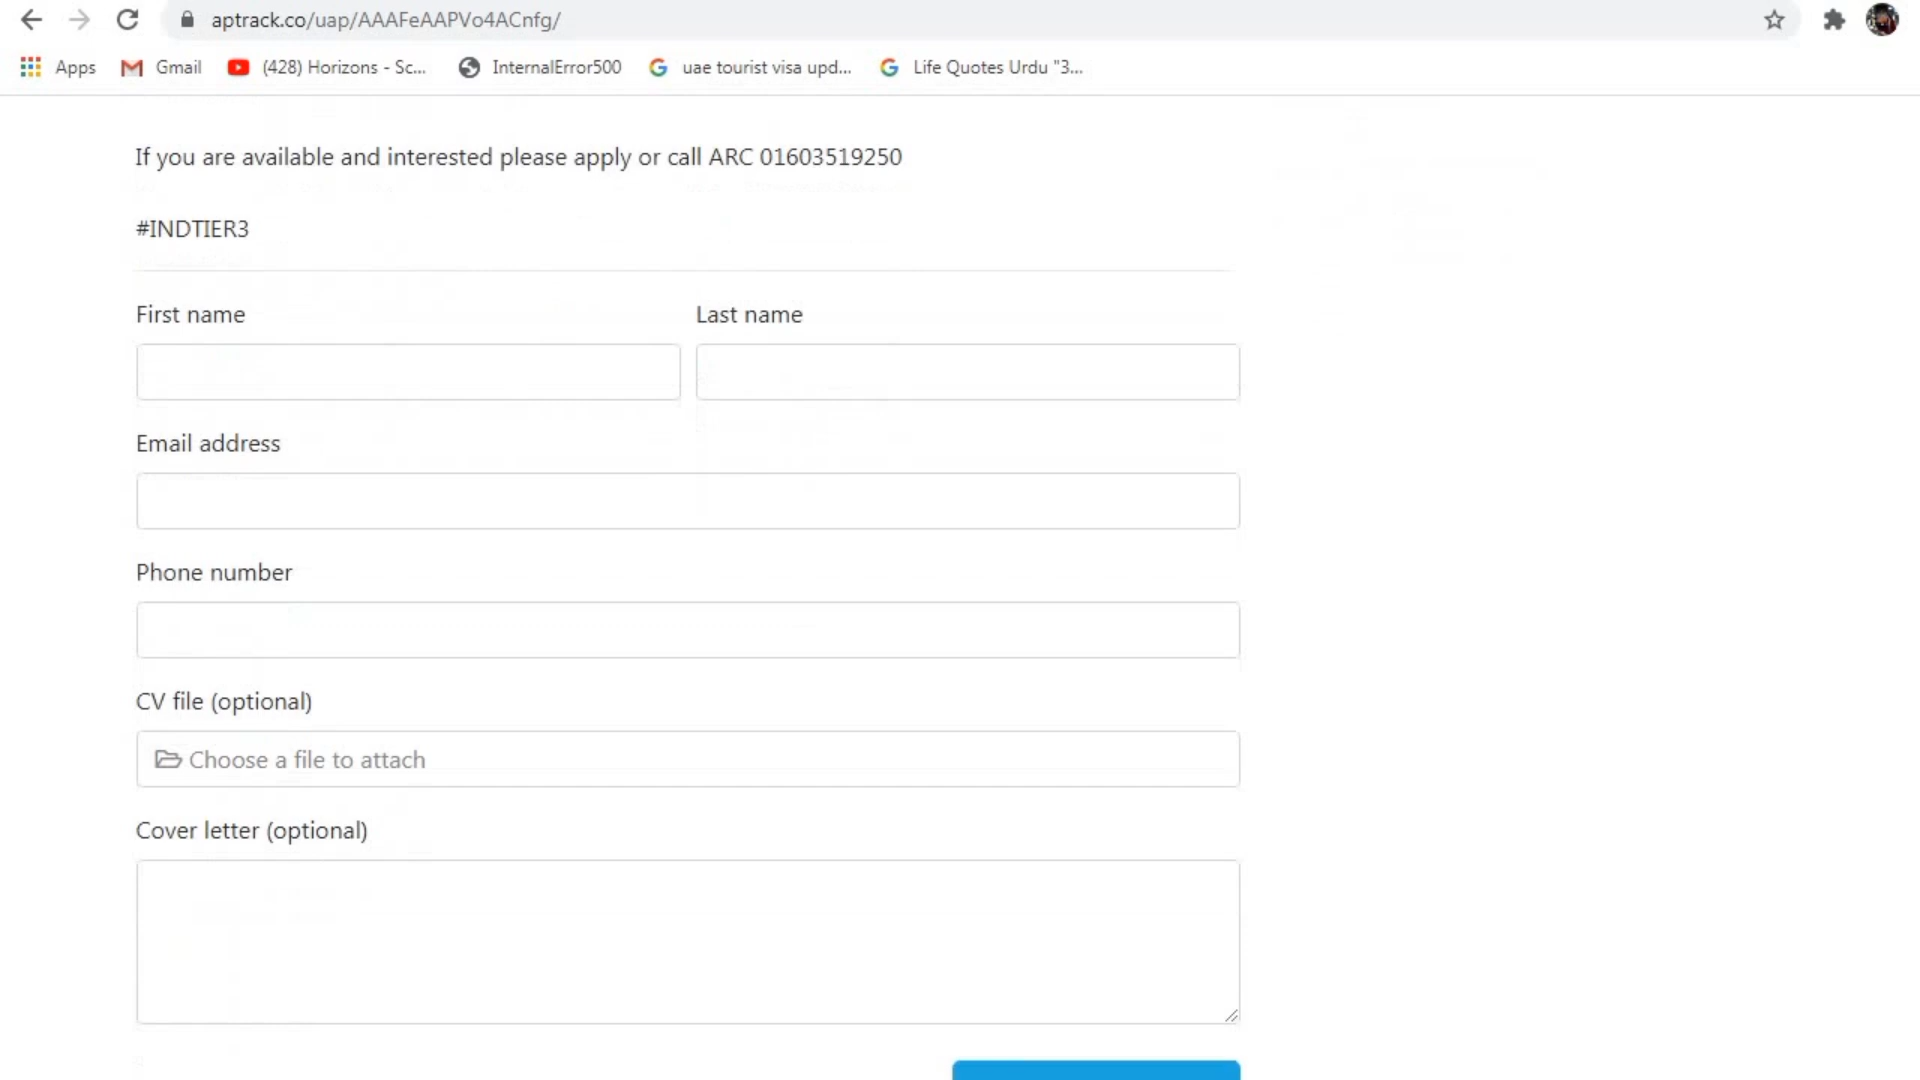 aptrack.co/uap/AAAFeAAPVo4ACnfg/
Apps Gmail (428) Horizons - Sc... InternalError500 uae tourist visa upd... Life Quotes Urdu "3...
If you are available and interested please apply or call ARC 01603519250
#INDTIER3
First name Last name
Email address
Phone number
CV file (optional)
Choose a file to attach
Cover letter (optional)